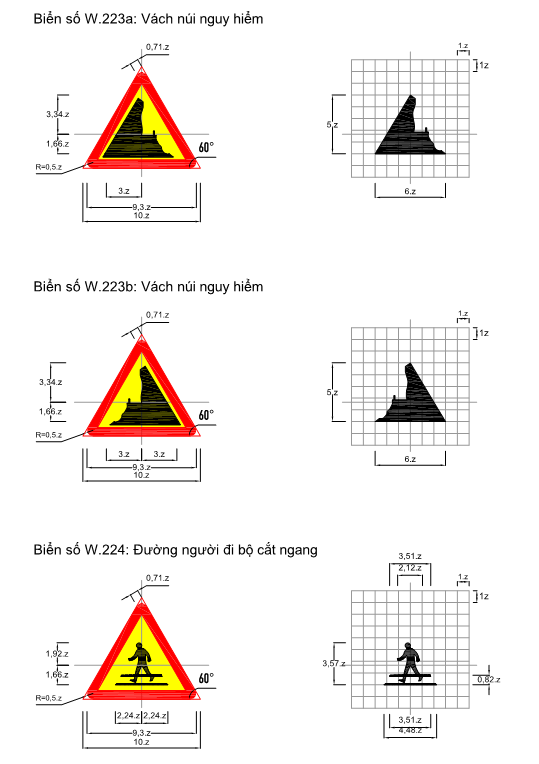 Biển số W.223a: Vách núi nguy hiểm
0,71.z
1.z
1z
3,34.z
5.z
1,66.z
60°
R=0,5.z
3.z
6.z
9,3.z
10.z
Biển số W.223b: Vách núi nguy hiểm
0,71.z
1.z
1z
3,34.z
5.z
1,66.z
60°
R=0,5.z
3.z 3.z
6.z
9,3.z
10.z
Biển số W.224: Đường người đi bộ cắt ngang
3,51.z
2,12.z
0,71.z
1.z
1z
1,92.z
3,57.z
1,66.z
60°
0,82.z
R=0,5.z
2,24.z 2,24.z
3,51.z
4,48.z
9,3.z
10.z